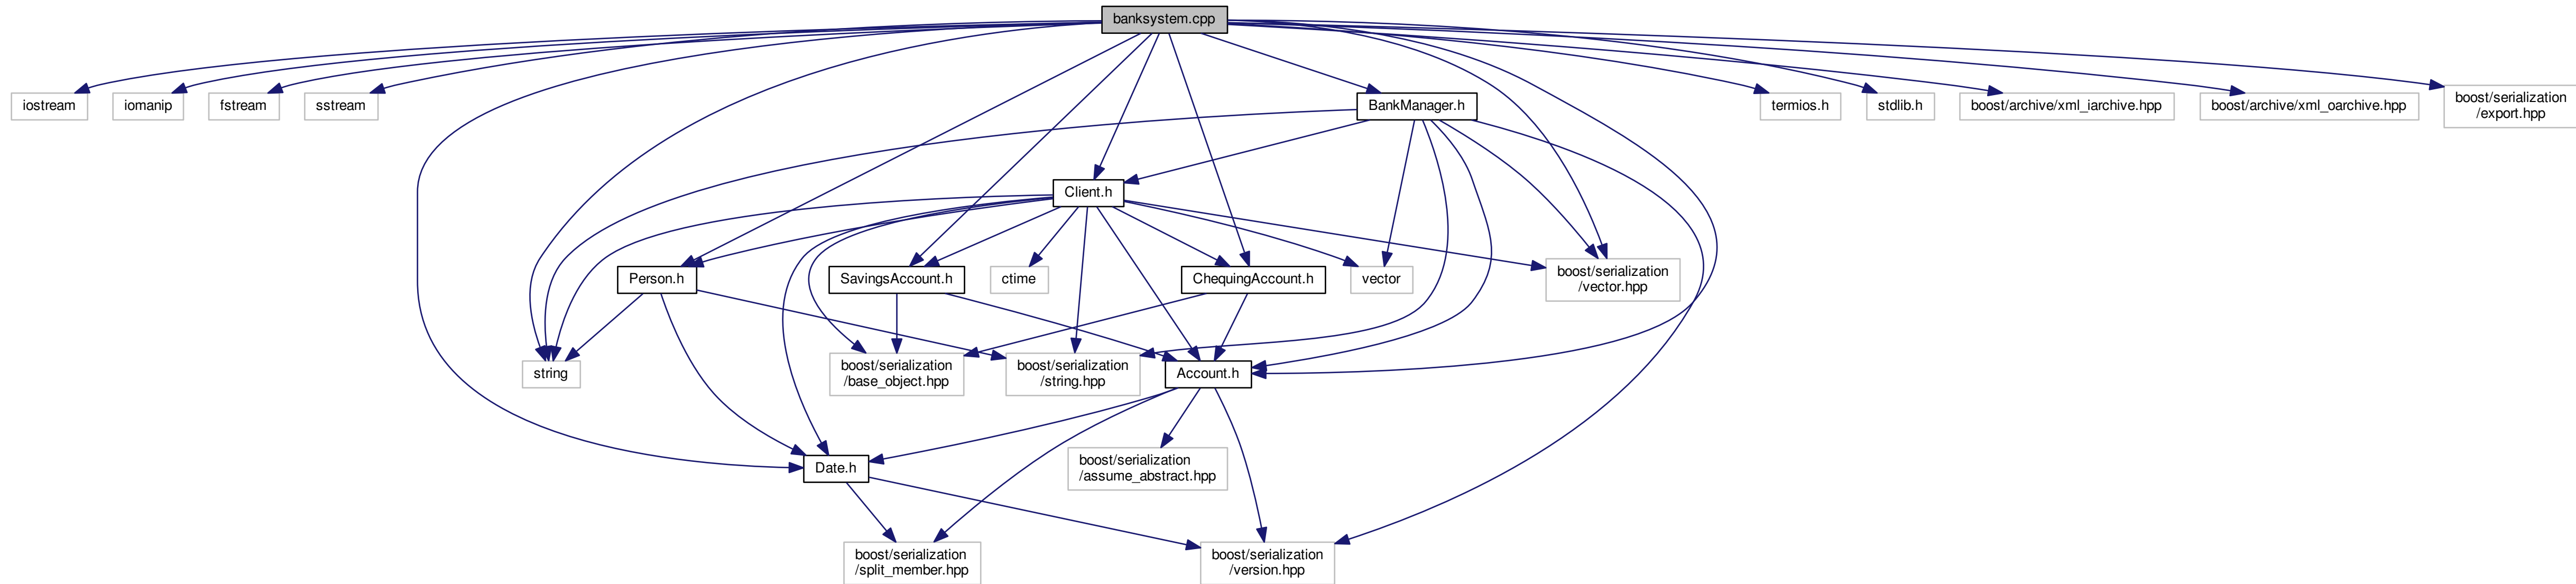 banksystem.cpp
iostream
iomanip
fstream
sstream
BankManager.h
termios.h
stdlib.h
boost/archive/xml_iarchive.hpp
boost/archive/xml_oarchive.hpp
boost/serialization
/export.hpp
Client.h
Person.h
SavingsAccount.h
ctime
ChequingAccount.h
vector
boost/serialization
/vector.hpp
string
boost/serialization
/base_object.hpp
boost/serialization
/string.hpp
Account.h
Date.h
boost/serialization
/assume_abstract.hpp
boost/serialization
/split_member.hpp
boost/serialization
/version.hpp